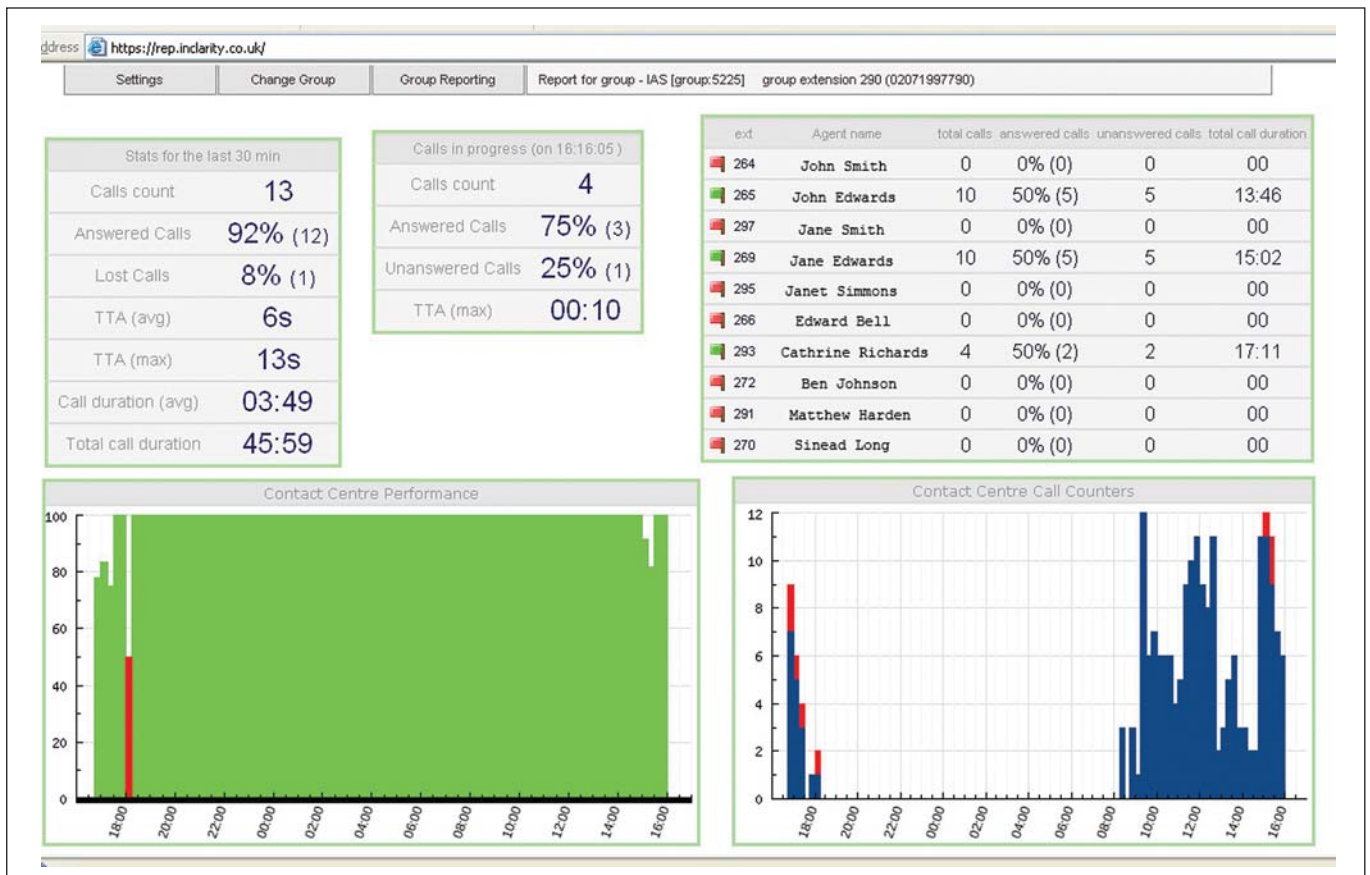 ddress https://rep.inclarity.co.uk/
Settings Change Group Group Reporting Report for group - IAS [group:5225] group extension 290 (02071997790)
Stats for the last 30 min
Calls count 13
Answered Calls 92% (12)
Lost Calls 8% (1)
TTA (avg) 6s
TTA (max) 13s
Call duration (avg) 03:49
Total call duration 45:59
Calls in progress (on 16:16:05 )
Calls count 4
Answered Calls 75% (3)
Unanswered Calls 25% (1)
TTA (max) 00:10
ext Agent name total calls answered calls unanswered calls total call duration
264 John Smith 0 0% (0) 0 00
265 John Edwards 10 50% (5) 5 13:46
297 Jane Smith 0 0% (0) 0 00
269 Jane Edwards 10 50% (5) 5 15:02
295 Janet Simmons 0 0% (0) 0 00
266 Edward Bell 0 0% (0) 0 00
293 Cathrine Richards 4 50% (2) 2 17:11
272 Ben Johnson 0 0% (0) 0 00
291 Matthew Harden 0 0% (0) 0 00
270 Sinead Long 0 0% (0) 0 00
Contact Centre Performance
100
80
60
40
20
0
18:00 20:00 22:00 00:00 02:00 04:00 06:00 08:00 10:00 12:00 14:00 16:00
Contact Centre Call Counters
12
10
8
6
4
2
0
18:00 20:00 22:00 00:00 02:00 04:00 06:00 08:00 10:00 12:00 14:00 16:00